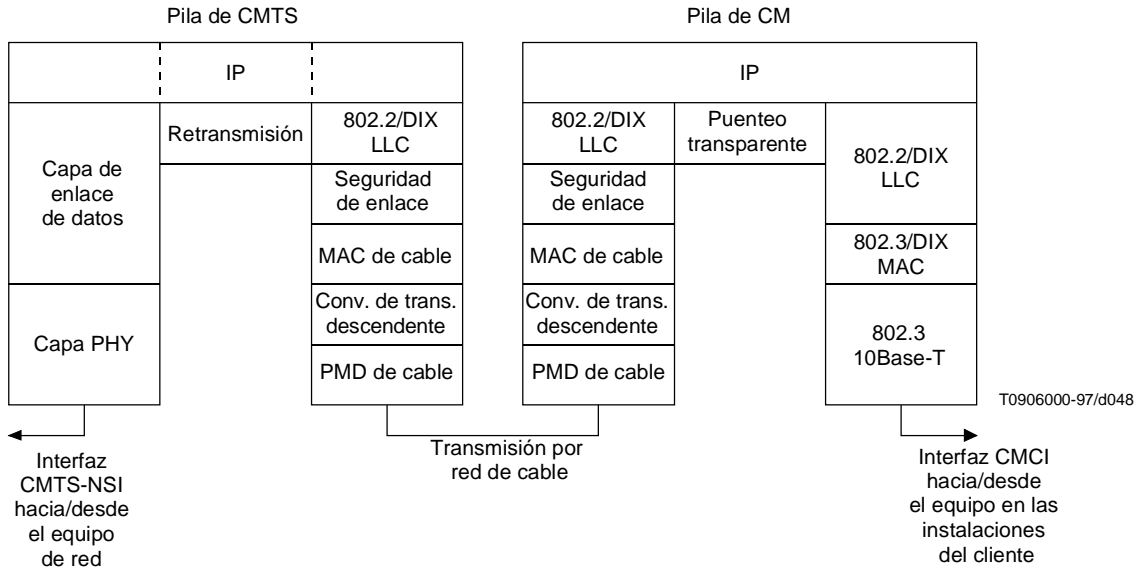 Pila de CMTS
Pila de CM
IP
IP
Capa de
enlace
de datos
Retransmisión
802.2/DIX
LLC
802.2/DIX
LLC
Puenteo
transparente
802.2/DIX
LLC
Seguridad
de enlace
Seguridad
de enlace
MAC de cable
MAC de cable
802.3/DIX
MAC
Capa PHY
Conv. de trans.
descendente
Conv. de trans.
descendente
802.3
10Base-T
PMD de cable
PMD de cable
T0906000-97/d048
Transmisión por
red de cable
Interfaz
CMTS-NSI
hacia/desde
el equipo
de red
Interfaz CMCI
hacia/desde
el equipo en las
instalaciones
del cliente